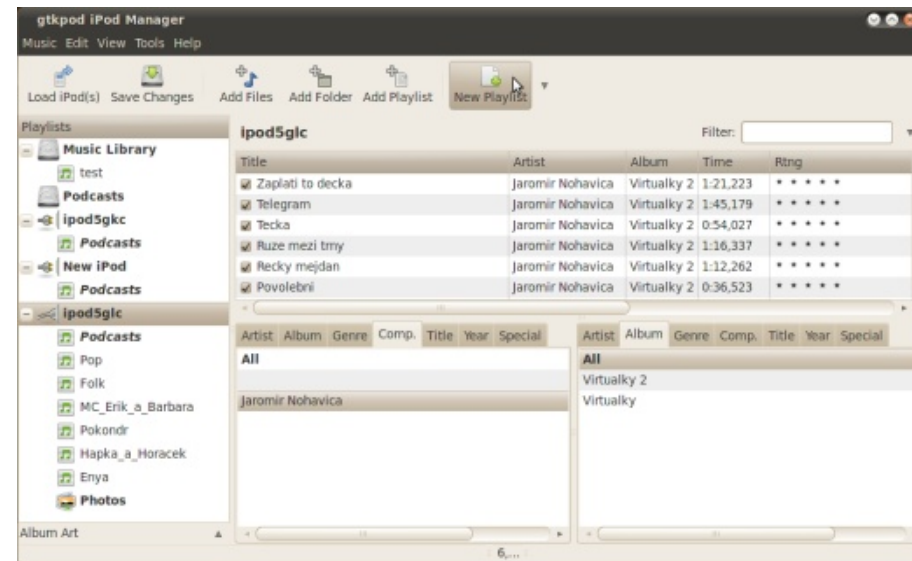 gtkpod iPod Manager
Music Edit View Tools Help
Load iPod(s) Save Changes Add Files Add Folder Add Playlist New Playlist
Playlists
Music Library
test
Podcasts
ipod5gkc
Podcasts
New iPod
Podcasts
ipod5glc
Podcasts
Pop
Folk
MC_Erik_a_Barbara
Pokondr
Hapka_a_Horacek
Enya
Photos
Album Art
ipod5glc Filter:
Title Artist Album Time Rtng
Zaplati to decka Jaromir Nohavica Virtualky 2 1:21,223 * * * * *
Telegram Jaromir Nohavica Virtualky 2 1:45,179 * * * * *
Tecka Jaromir Nohavica Virtualky 2 0:54,027 * * * * *
Ruze mezi trny Jaromir Nohavica Virtualky 2 1:16,337 * * * * *
Recky mejdan Jaromir Nohavica Virtualky 2 1:12,262 * * * * *
Povolebni Jaromir Nohavica Virtualky 2 0:36,523 * * * * *
Artist Album Genre Comp. Title Year Special
All
Jaromir Nohavica
Artist Album Genre Comp. Title Year Special
All
Virtualky 2
Virtualky
6,...